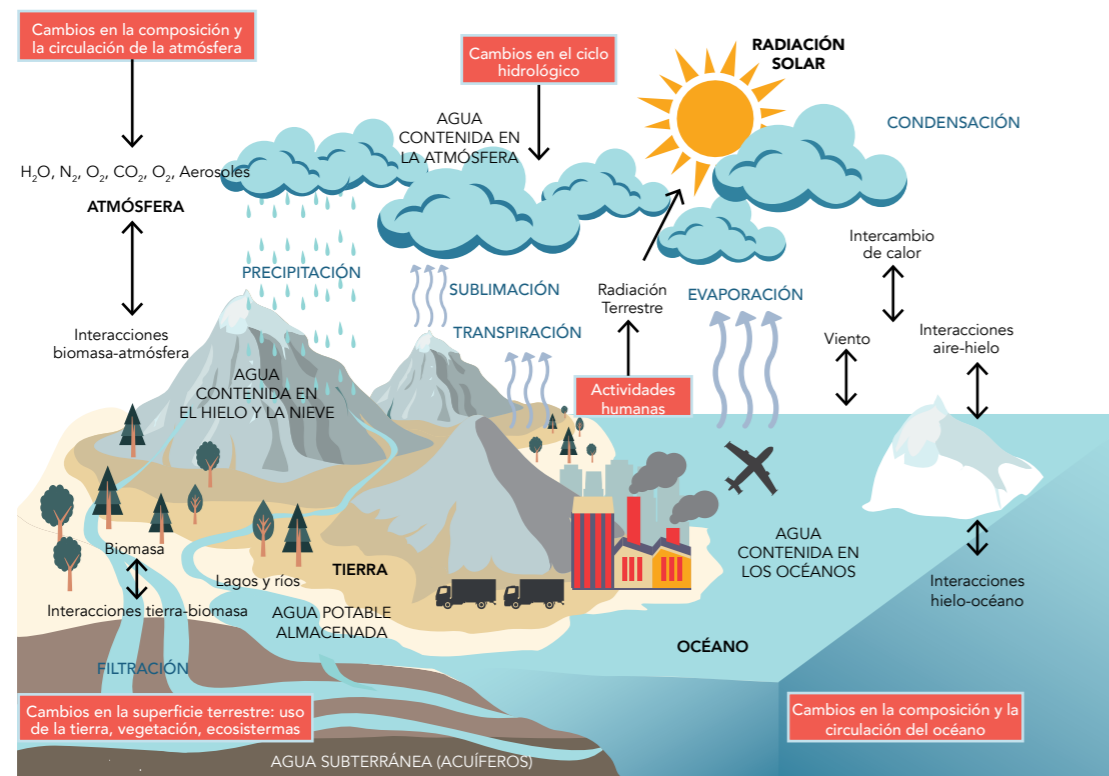 Cambios en la composición y
la circulación de la atmósfera
Cambios en el ciclo
hidrológico
RADIACIÓN
SOLAR
AGUA
CONTENIDA EN
LA ATMÓSFERA
CONDENSACIÓN
H₂O, N₂, O₂, CO₂, O₂, Aerosoles
ATMÓSFERA
Intercambio
de calor
PRECIPITACIÓN
SUBLIMACIÓN
Radiación
Terrestre
EVAPORACIÓN
TRANSPIRACIÓN
Viento
Interacciones
aire-hielo
Interacciones
biomasa-atmósfera
AGUA
CONTENIDA EN
EL HIELO Y LA NIEVE
Actividades
humanas
AGUA
CONTENIDA EN
LOS OCÉANOS
Biomasa
TIERRA
Lagos y ríos
Interacciones tierra-biomasa
AGUA POTABLE
ALMACENADA
Interacciones
hielo-océano
OCÉANO
FILTRACIÓN
Cambios en la superficie terrestre: uso
de la tierra, vegetación, ecosistermas
Cambios en la composición y la
circulación del océano
AGUA SUBTERRÁNEA (ACUÍFEROS)